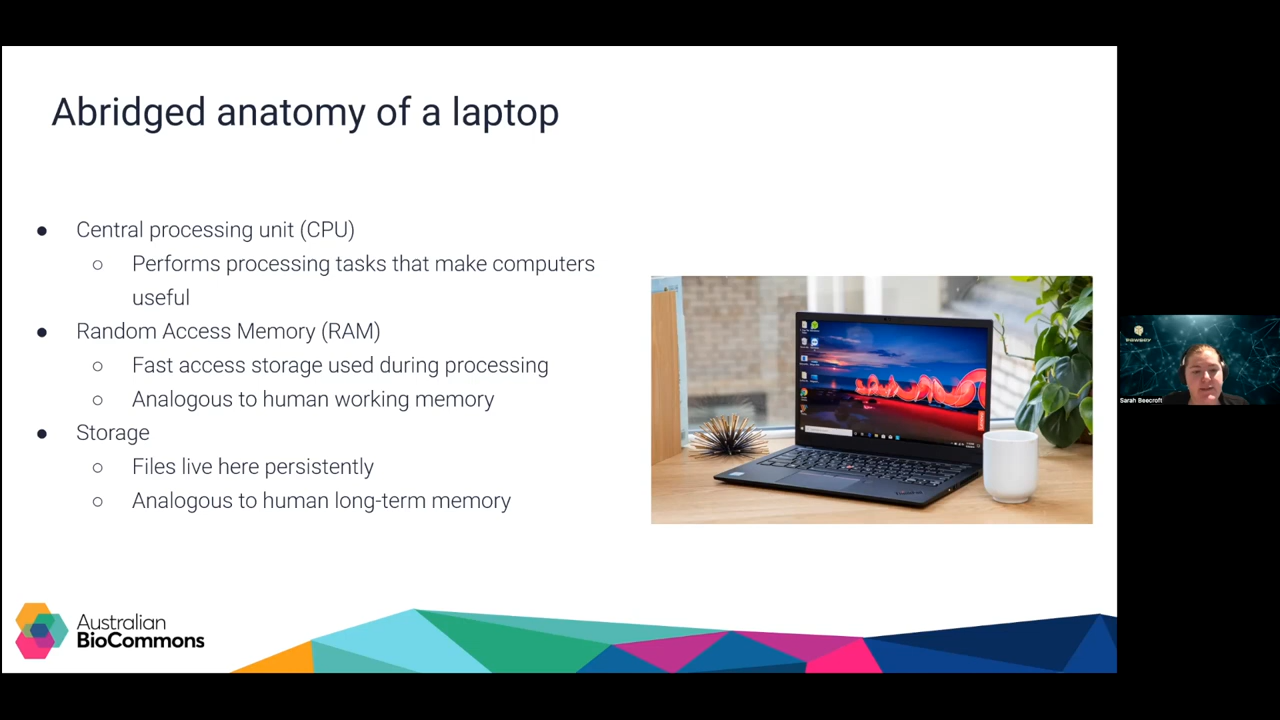 Abridged anatomy of a laptop
● Central processing unit (CPU)
○ Performs processing tasks that make computers
useful
● Random Access Memory (RAM)
○ Fast access storage used during processing
○ Analogous to human working memory
● Storage
○ Files live here persistently
○ Analogous to human long-term memory
Australian
BioCommons
Sarah Beecroft